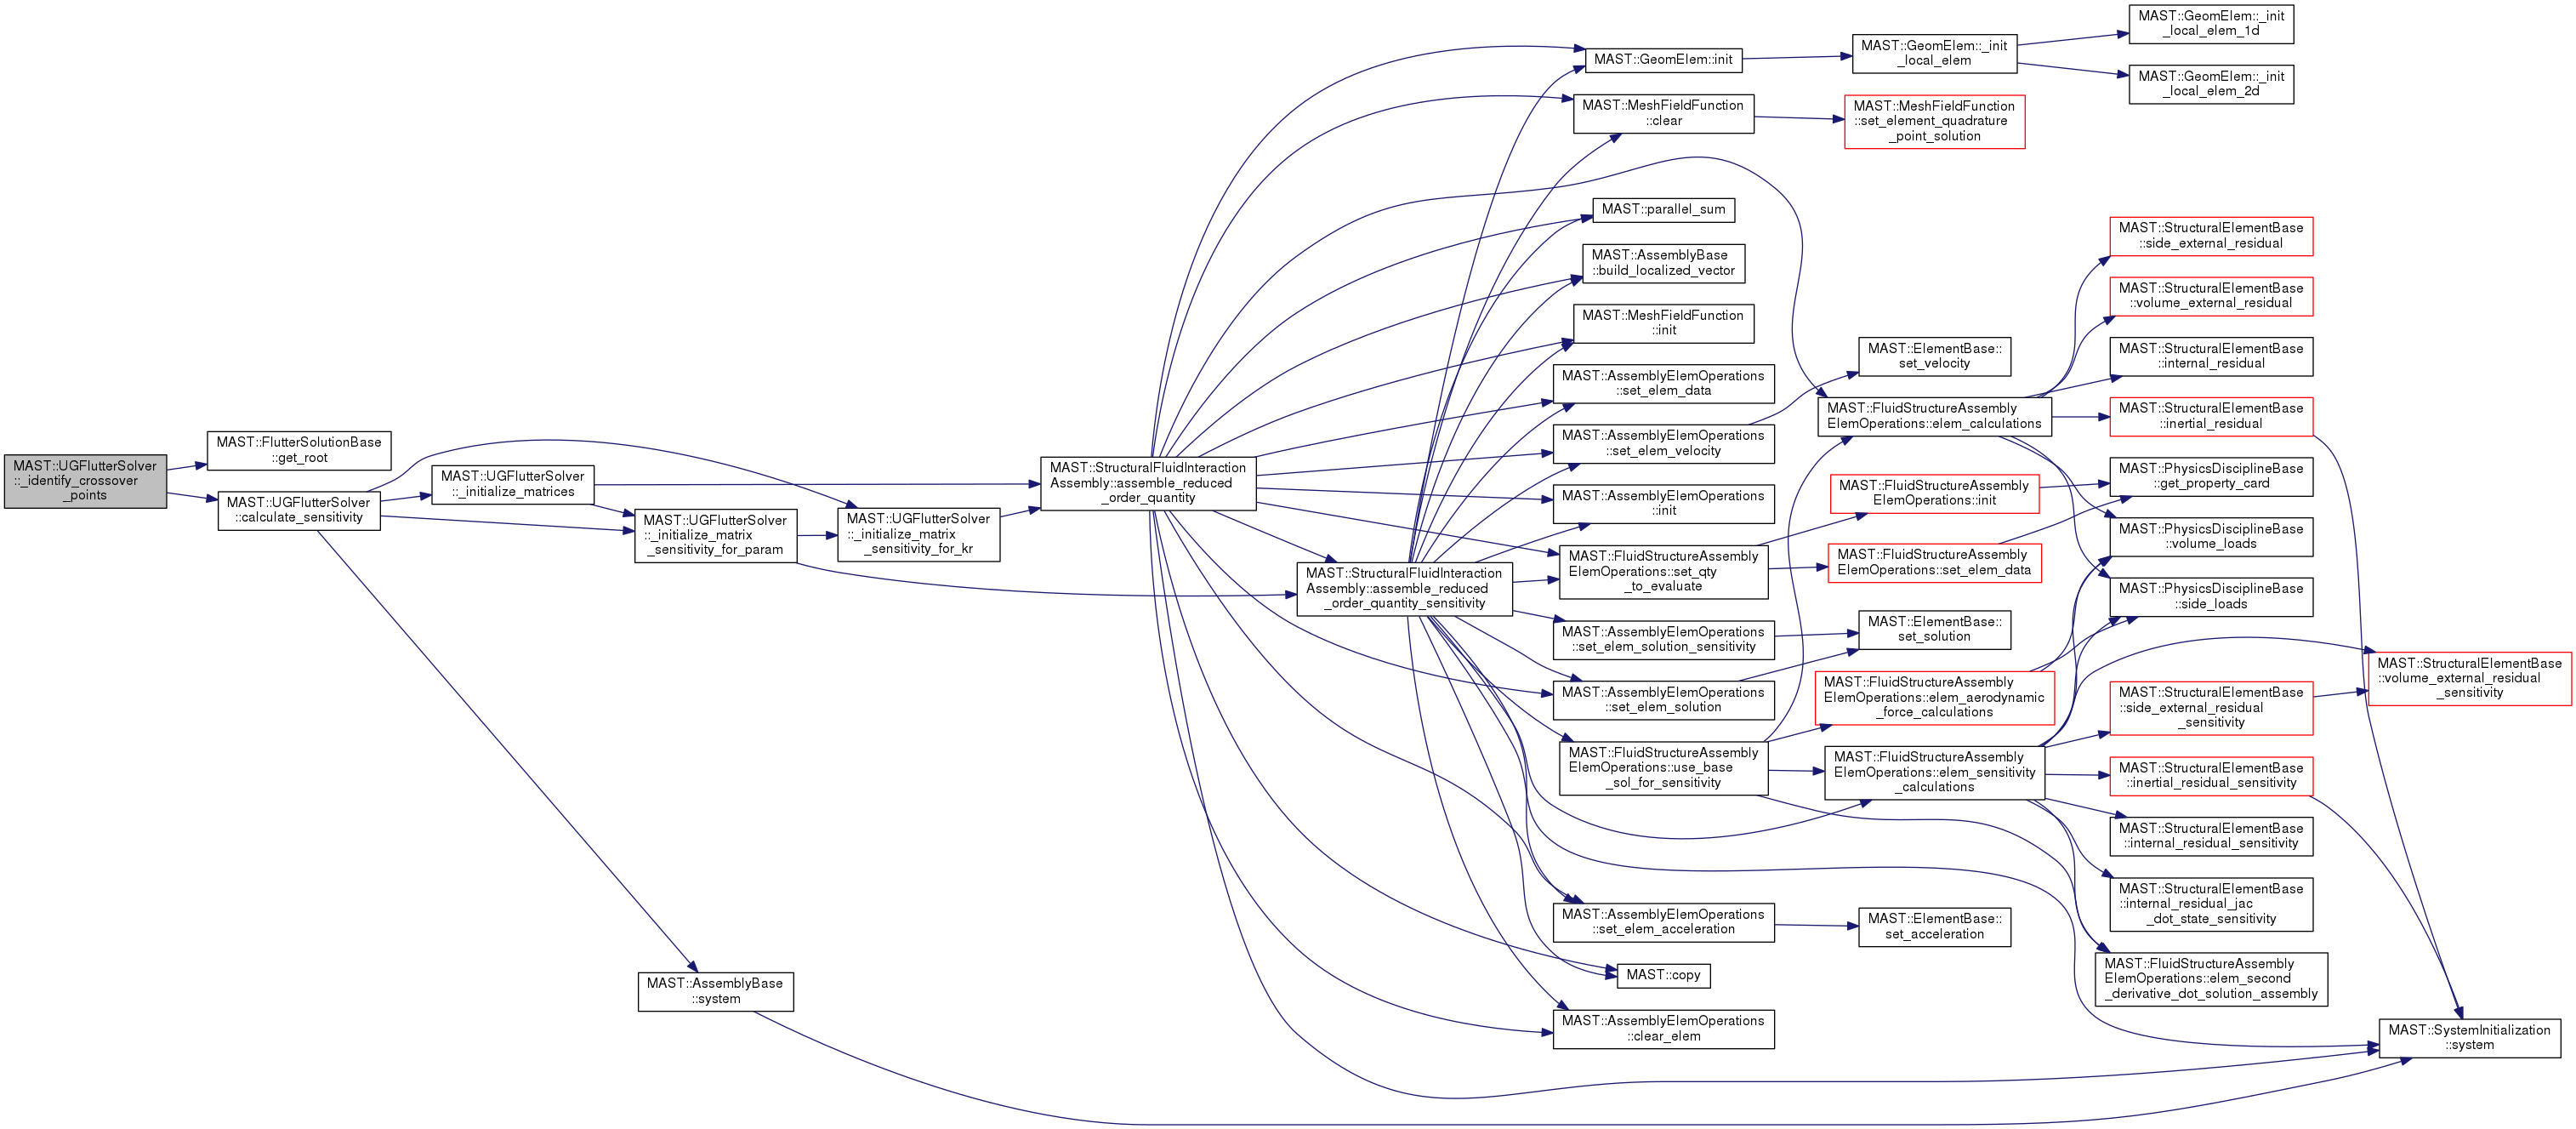 MAST::UGFlutterSolver
::_identify_crossover
_points
MAST::FlutterSolutionBase
::get_root
MAST::UGFlutterSolver
::calculate_sensitivity
MAST::UGFlutterSolver
::_initialize_matrices
MAST::UGFlutterSolver
::_initialize_matrix
_sensitivity_for_param
MAST::AssemblyBase
::system
MAST::UGFlutterSolver
::_initialize_matrix
_sensitivity_for_kr
MAST::StructuralFluidInteraction
Assembly::assemble_reduced
_order_quantity
MAST::StructuralFluidInteraction
Assembly::assemble_reduced
_order_quantity_sensitivity
MAST::GeomElem::init
MAST::MeshFieldFunction
::clear
MAST::parallel_sum
MAST::AssemblyBase
::build_localized_vector
MAST::MeshFieldFunction
::init
MAST::AssemblyElemOperations
::set_elem_data
MAST::AssemblyElemOperations
::set_elem_velocity
MAST::AssemblyElemOperations
::init
MAST::FluidStructureAssembly
ElemOperations::set_qty
_to_evaluate
MAST::AssemblyElemOperations
::set_elem_solution_sensitivity
MAST::AssemblyElemOperations
::set_elem_solution
MAST::FluidStructureAssembly
ElemOperations::use_base
_sol_for_sensitivity
MAST::AssemblyElemOperations
::set_elem_acceleration
MAST::copy
MAST::AssemblyElemOperations
::clear_elem
MAST::GeomElem::_init
_local_elem
MAST::MeshFieldFunction
::set_element_quadrature
_point_solution
MAST::ElementBase::
set_velocity
MAST::FluidStructureAssembly
ElemOperations::elem_calculations
MAST::FluidStructureAssembly
ElemOperations::init
MAST::FluidStructureAssembly
ElemOperations::set_elem_data
MAST::ElementBase::
set_solution
MAST::FluidStructureAssembly
ElemOperations::elem_aerodynamic
_force_calculations
MAST::FluidStructureAssembly
ElemOperations::elem_sensitivity
_calculations
MAST::ElementBase::
set_acceleration
MAST::GeomElem::_init
_local_elem_1d
MAST::GeomElem::_init
_local_elem_2d
MAST::StructuralElementBase
::side_external_residual
MAST::StructuralElementBase
::volume_external_residual
MAST::StructuralElementBase
::internal_residual
MAST::StructuralElementBase
::inertial_residual
MAST::PhysicsDisciplineBase
::get_property_card
MAST::PhysicsDisciplineBase
::volume_loads
MAST::PhysicsDisciplineBase
::side_loads
MAST::StructuralElementBase
::side_external_residual
_sensitivity
MAST::StructuralElementBase
::inertial_residual_sensitivity
MAST::StructuralElementBase
::internal_residual_sensitivity
MAST::StructuralElementBase
::internal_residual_jac
_dot_state_sensitivity
MAST::FluidStructureAssembly
ElemOperations::elem_second
_derivative_dot_solution_assembly
MAST::StructuralElementBase
::volume_external_residual
_sensitivity
MAST::SystemInitialization
::system